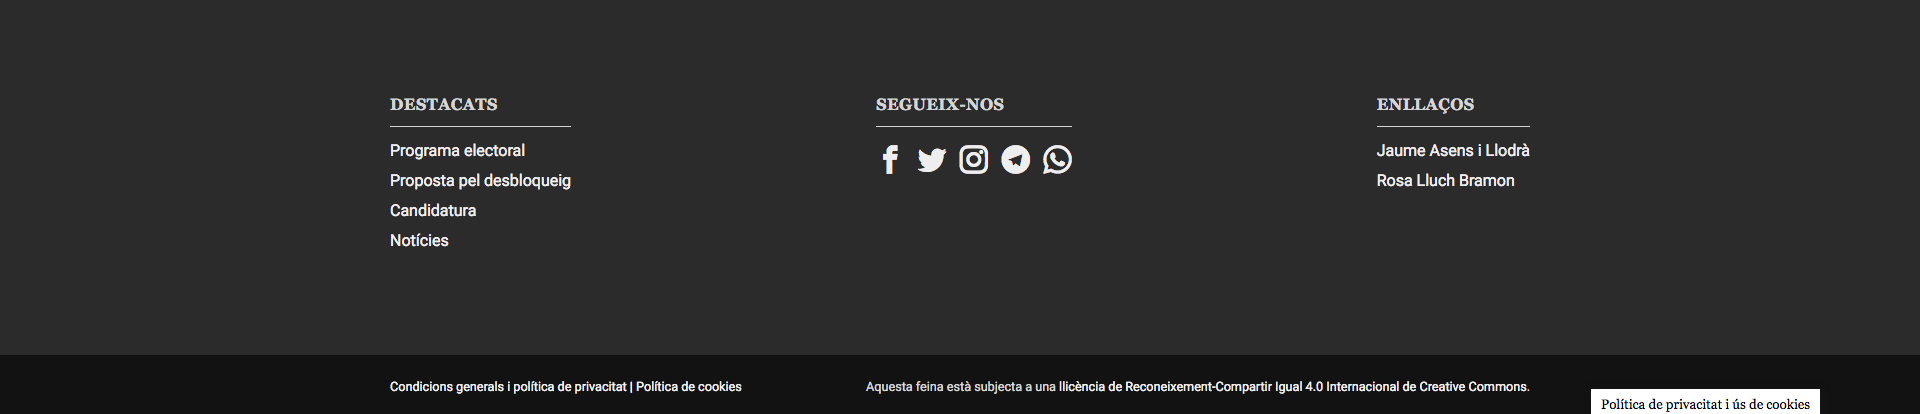 DESTACATS
Programa electoral
Proposta pel desbloqueig
Candidatura
Notícies
SEGUEIX-NOS
ENLLAÇOS
Jaume Asens i Llodrà
Rosa Lluch Bramon
Condicions generals i política de privacitat | Política de cookies
Aquesta feina està subjecta a una llicència de Reconeixement-Compartir Igual 4.0 Internacional de Creative Commons.
Política de privacitat i ús de cookies